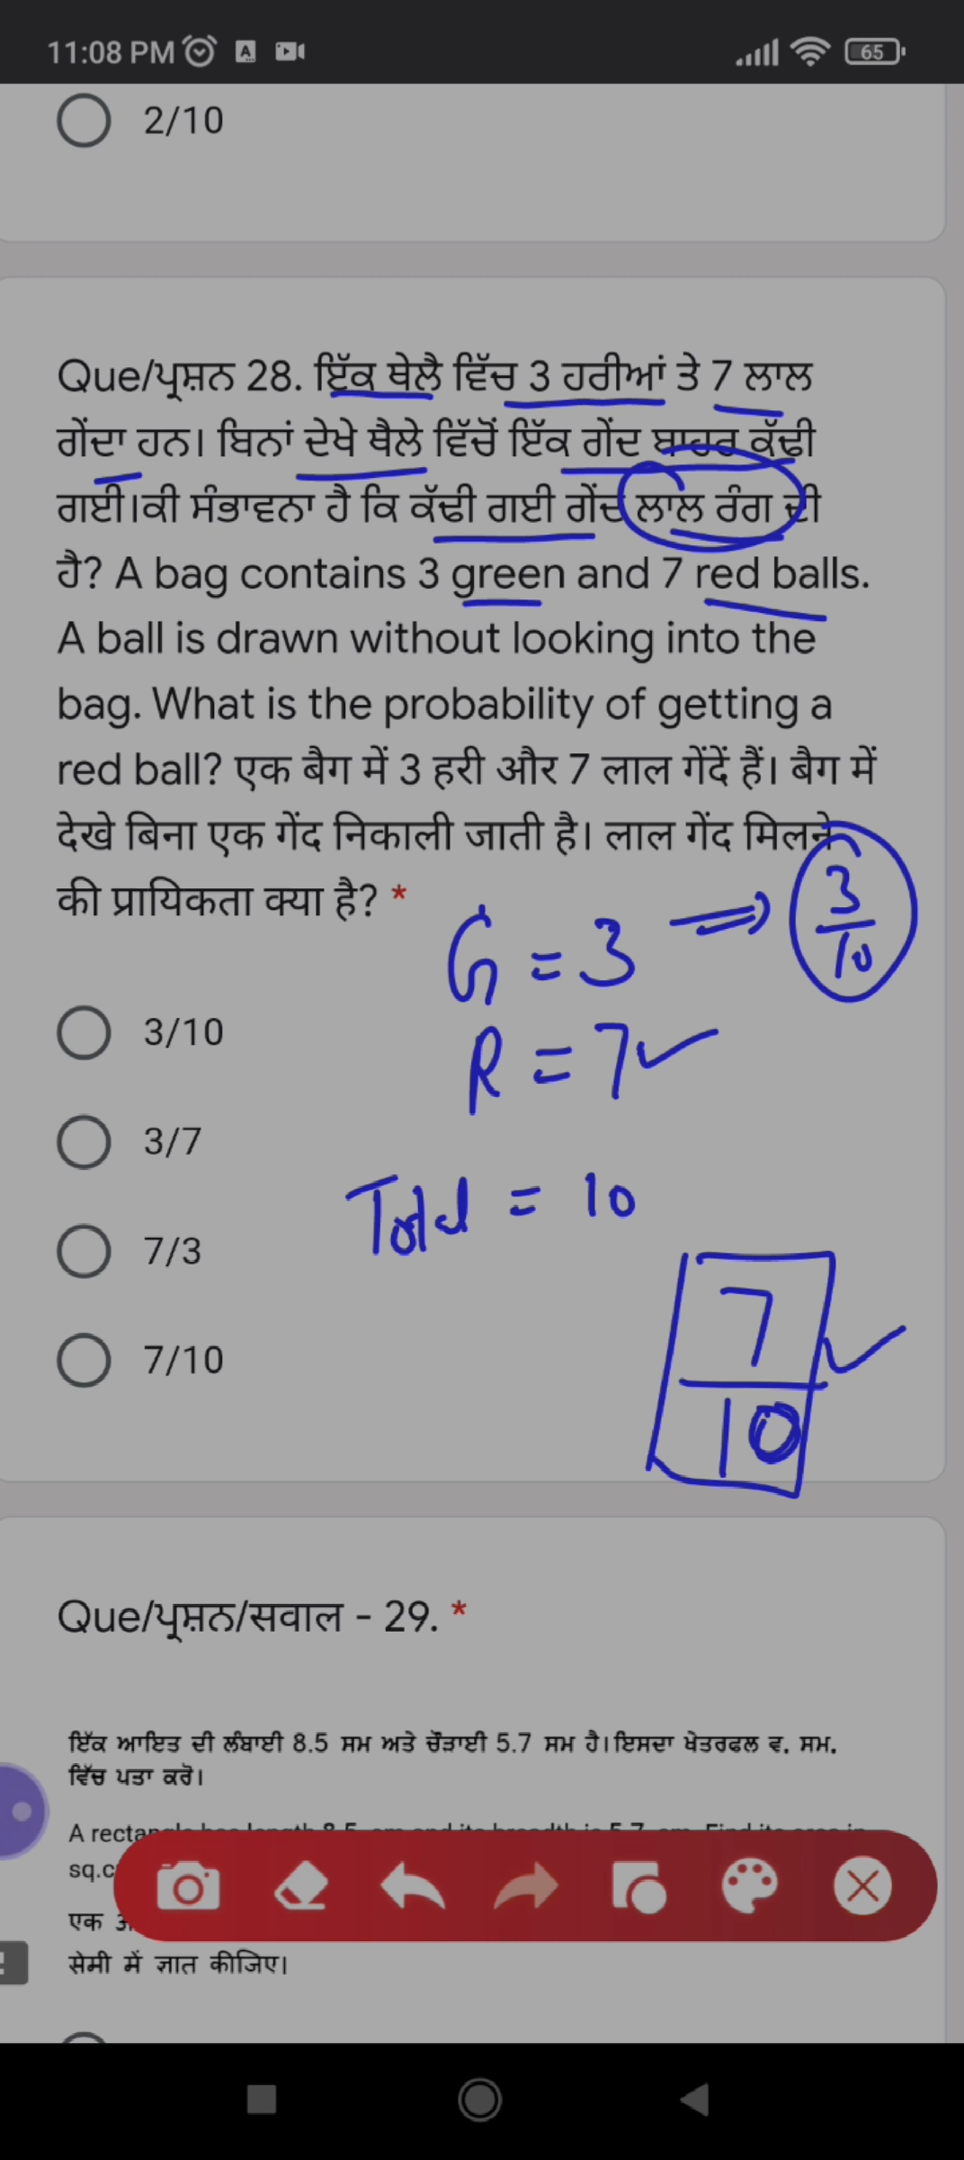 11:08 PM
65
2/10
Que/ਪ੍ਰਸ਼ਨ 28. ਇੱਕ ਥੇਲੈ ਵਿੱਚ 3 ਹਰੀਆਂ ਤੇ 7 ਲਾਲ
ਗੇਂਦਾ ਹਨ। ਬਿਨਾਂ ਦੇਖੇ ਥੈਲੇ ਵਿੱਚੋਂ ਇੱਕ ਗੇਂਦ ਬਾਹਰ ਕੱਢੀ
ਗਈ।ਕੀ ਸੰਭਾਵਨਾ ਹੈ ਕਿ ਕੱਢੀ ਗਈ ਗੇਂਦ ਲਾਲ ਰੰਗ ਦੀ
ਹੈ? A bag contains 3 green and 7 red balls.
A ball is drawn without looking into the
bag. What is the probability of getting a
red ball? एक बैग में 3 हरी और 7 लाल गेंदें हैं। बैग में
देखे बिना एक गेंद निकाली जाती है। लाल गेंद मिलने
की प्रायिकता क्या है? *
G = 3 ⇒ 3/10
3/10
R = 7
3/7
Total = 10
7/3
7/10
7/10
Que/ਪ੍ਰਸ਼ਨ/सवाल - 29. *
ਇੱਕ ਆਇਤ ਦੀ ਲੰਬਾਈ 8.5 ਸਮ ਅਤੇ ਚੌੜਾਈ 5.7 ਸਮ ਹੈ।ਇਸਦਾ ਖੇਤਰਫਲ ਵ. ਸਮ.
ਵਿੱਚ ਪਤਾ ਕਰੋ।
A
एक
सेमी में ज्ञात कीजिए।